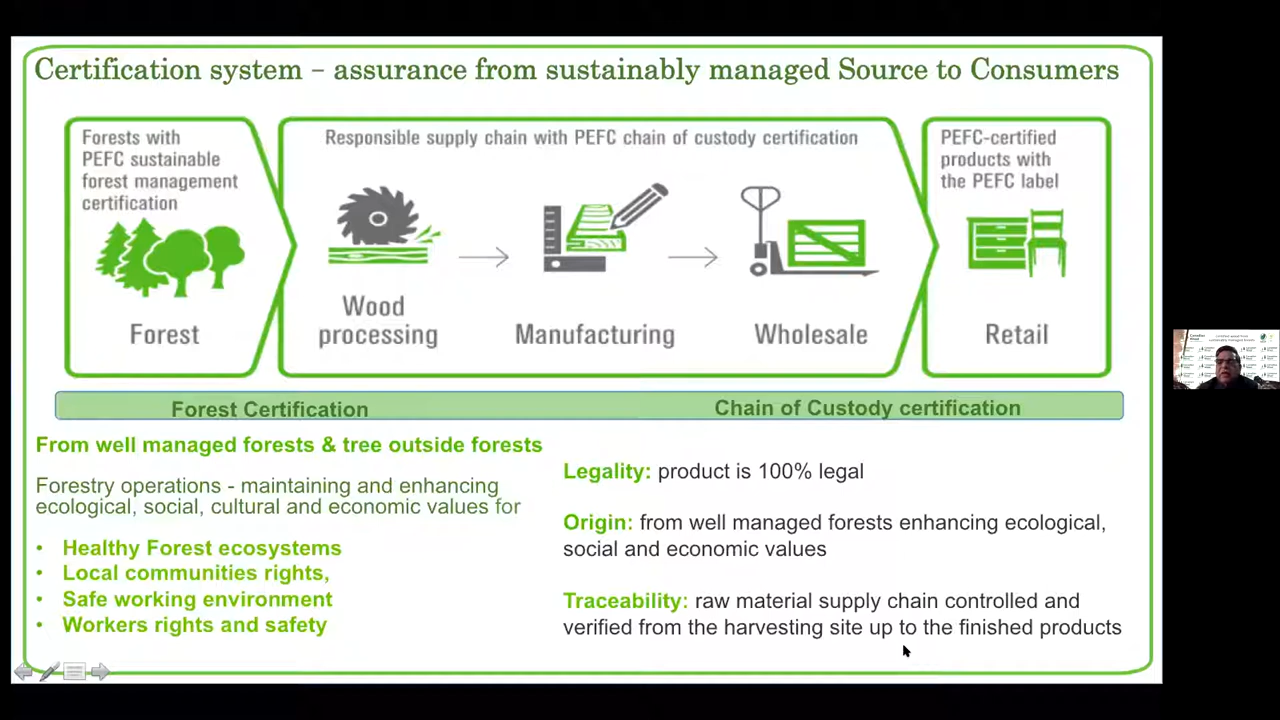 Certification system – assurance from sustainably managed Source to Consumers
Forests with
PEFC sustainable
forest management
certification
Forest
Responsible supply chain with PEFC chain of custody certification
Wood
processing
Manufacturing
Wholesale
PEFC-certified
products with
the PEFC label
Retail
Forest Certification
Chain of Custody certification
From well managed forests & tree outside forests
Forestry operations - maintaining and enhancing
ecological, social, cultural and economic values for
• Healthy Forest ecosystems
• Local communities rights,
• Safe working environment
• Workers rights and safety
Legality: product is 100% legal
Origin: from well managed forests enhancing ecological,
social and economic values
Traceability: raw material supply chain controlled and
verified from the harvesting site up to the finished products